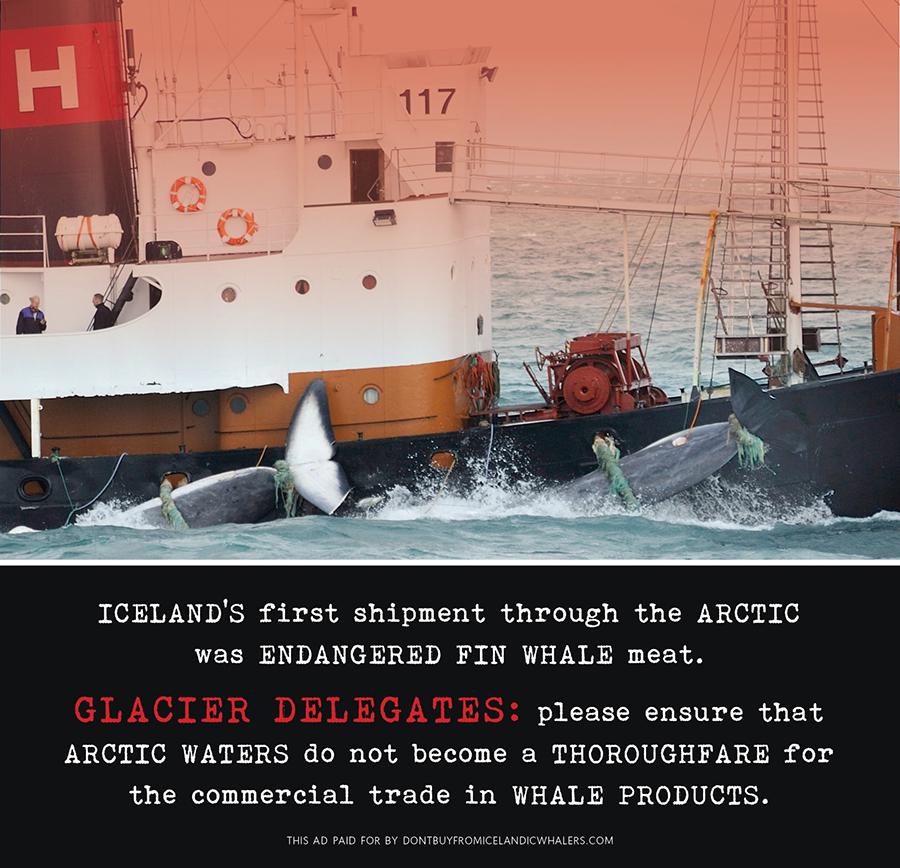 H
117
ICELAND'S first shipment through the ARCTIC
was ENDANGERED FIN WHALE meat.
GLACIER DELEGATES: please ensure that
ARCTIC WATERS do not become a THOROUGHFARE for
the commercial trade in WHALE PRODUCTS.
THIS AD PAID FOR BY DONTBUYFROMICELANDICWHALERS.COM